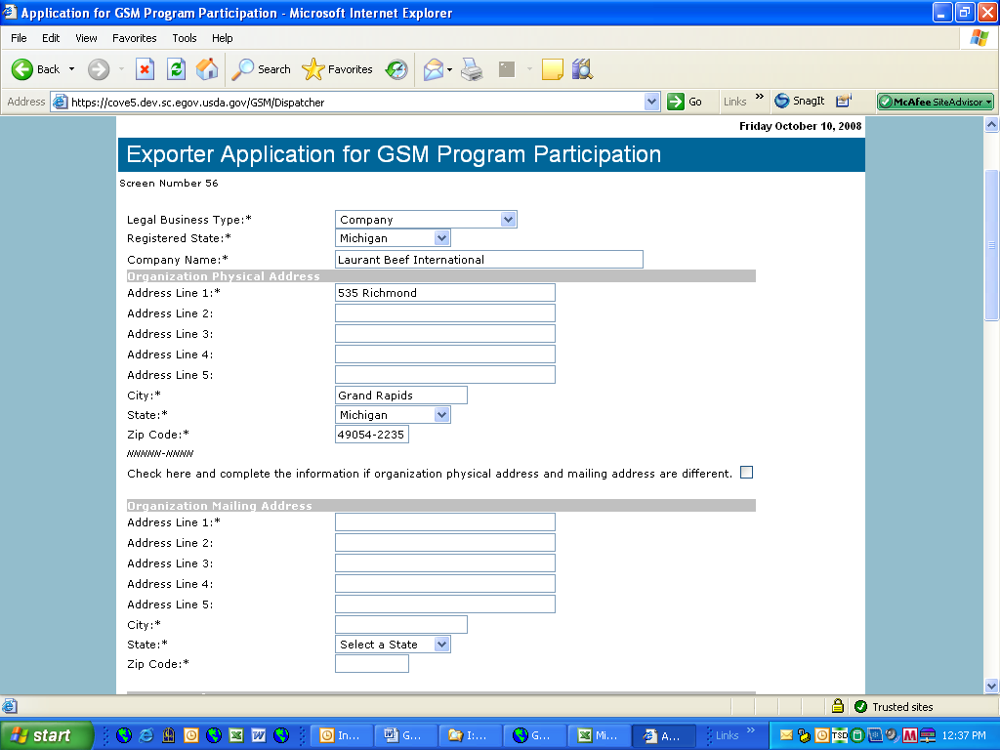 Application for GSM Program Participation - Microsoft Internet Explorer
File Edit View Favorites Tools Help
Back Search Favorites
Address https://cove5.dev.sc.egov.usda.gov/GSM/Dispatcher Go Links » SnagIt McAfee SiteAdvisor
Friday October 10, 2008
Exporter Application for GSM Program Participation
Screen Number 56
Legal Business Type:* Company
Registered State:* Michigan
Company Name:* Laurant Beef International
Organization Physical Address
Address Line 1:* 535 Richmond
Address Line 2:
Address Line 3:
Address Line 4:
Address Line 5:
City:* Grand Rapids
State:* Michigan
Zip Code:* 49054-2235
NNNNN-NNNN
Check here and complete the information if organization physical address and mailing address are different.
Organization Mailing Address
Address Line 1:*
Address Line 2:
Address Line 3:
Address Line 4:
Address Line 5:
City:*
State:* Select a State
Zip Code:*
Trusted sites
start In... G... I:... G... Mi... A... Links » TSD 12:37 PM